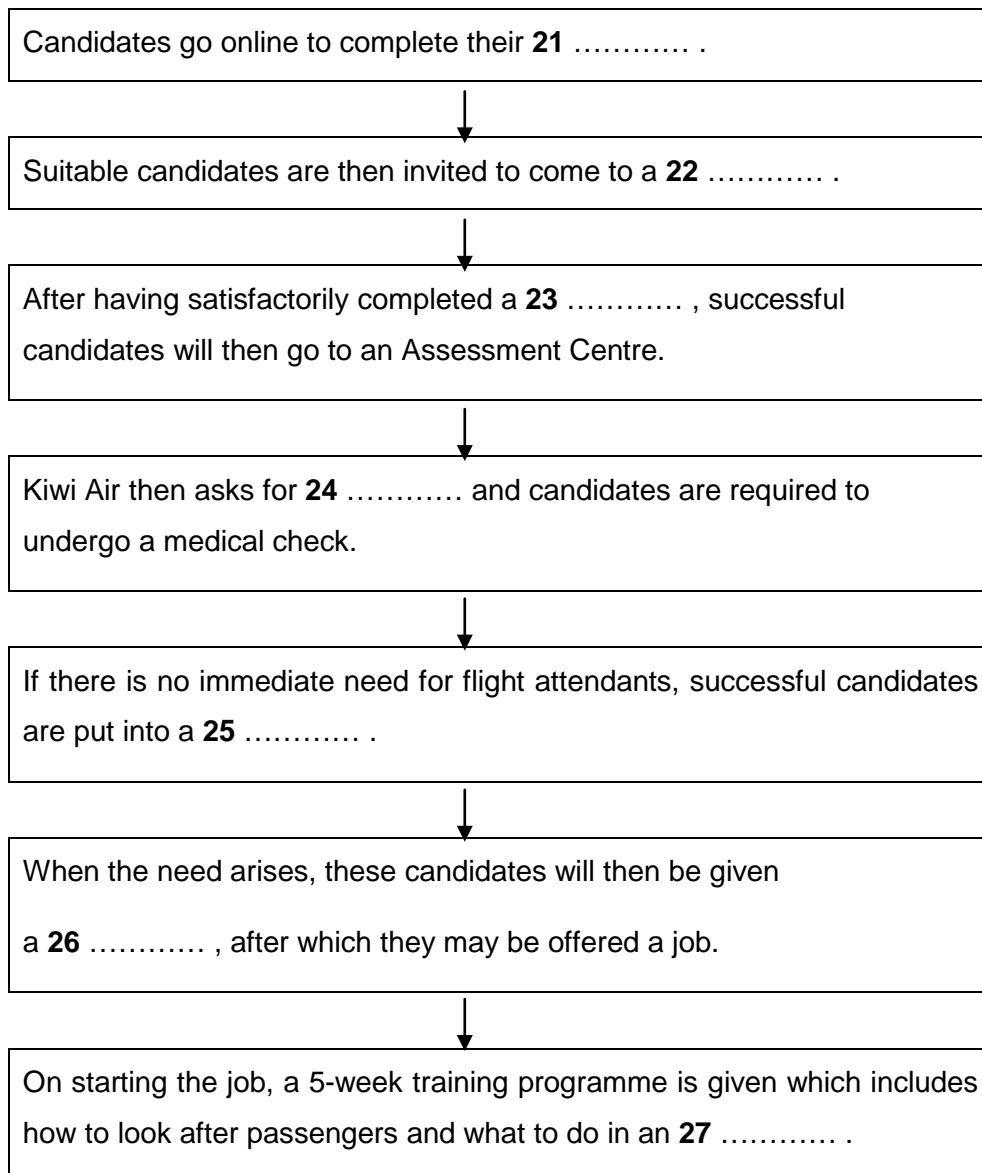 Candidates go online to complete their 21 ………… .
Suitable candidates are then invited to come to a 22 ………… .
After having satisfactorily completed a 23 ………… , successful
candidates will then go to an Assessment Centre.
Kiwi Air then asks for 24 ………… and candidates are required to
undergo a medical check.
If there is no immediate need for flight attendants, successful candidates
are put into a 25 ………… .
When the need arises, these candidates will then be given
a 26 ………… , after which they may be offered a job.
On starting the job, a 5-week training programme is given which includes
how to look after passengers and what to do in an 27 ………… .